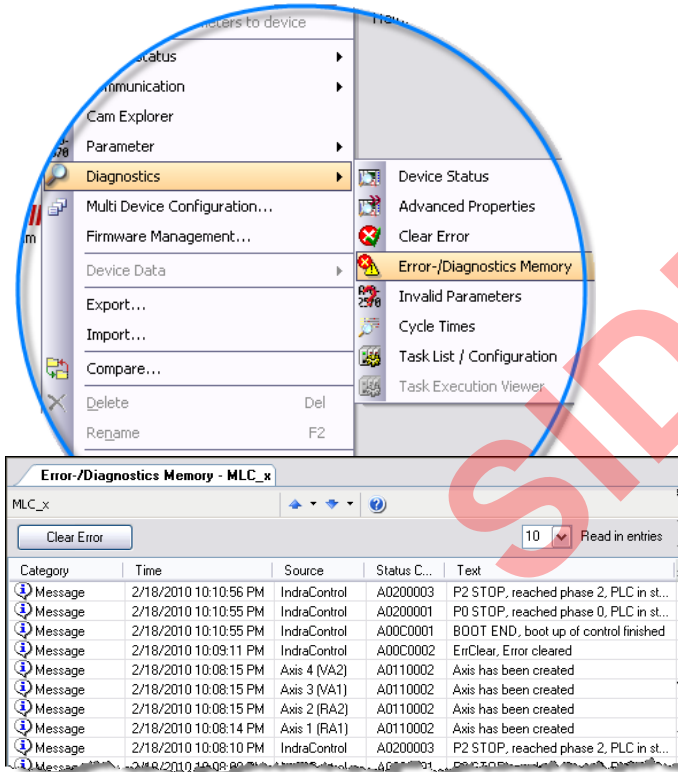 to device
Communication
Cam Explorer
Parameter
Diagnostics
Multi Device Configuration...
Firmware Management...
Device Data
Export...
Import...
Compare...
Delete Del
Rename F2
Device Status
Advanced Properties
Clear Error
Error-/Diagnostics Memory
Invalid Parameters
Cycle Times
Task List / Configuration
Task Execution Viewer
Error-/Diagnostics Memory - MLC_x
MLC_x
Clear Error 10 Read in entries
Category Time Source Status C... Text
Message 2/18/2010 10:10:56 PM IndraControl A0200003 P2 STOP, reached phase 2, PLC in st...
Message 2/18/2010 10:10:55 PM IndraControl A0200001 P0 STOP, reached phase 0, PLC in st...
Message 2/18/2010 10:10:55 PM IndraControl A00C0001 BOOT END, boot up of control finished
Message 2/18/2010 10:09:11 PM IndraControl A00C0002 ErrClear, Error cleared
Message 2/18/2010 10:08:15 PM Axis 4 (VA2) A0110002 Axis has been created
Message 2/18/2010 10:08:15 PM Axis 3 (VA1) A0110002 Axis has been created
Message 2/18/2010 10:08:15 PM Axis 2 (RA2) A0110002 Axis has been created
Message 2/18/2010 10:08:14 PM Axis 1 (RA1) A0110002 Axis has been created
Message 2/18/2010 10:08:10 PM IndraControl A0200003 P2 STOP, reached phase 2, PLC in st...
SID